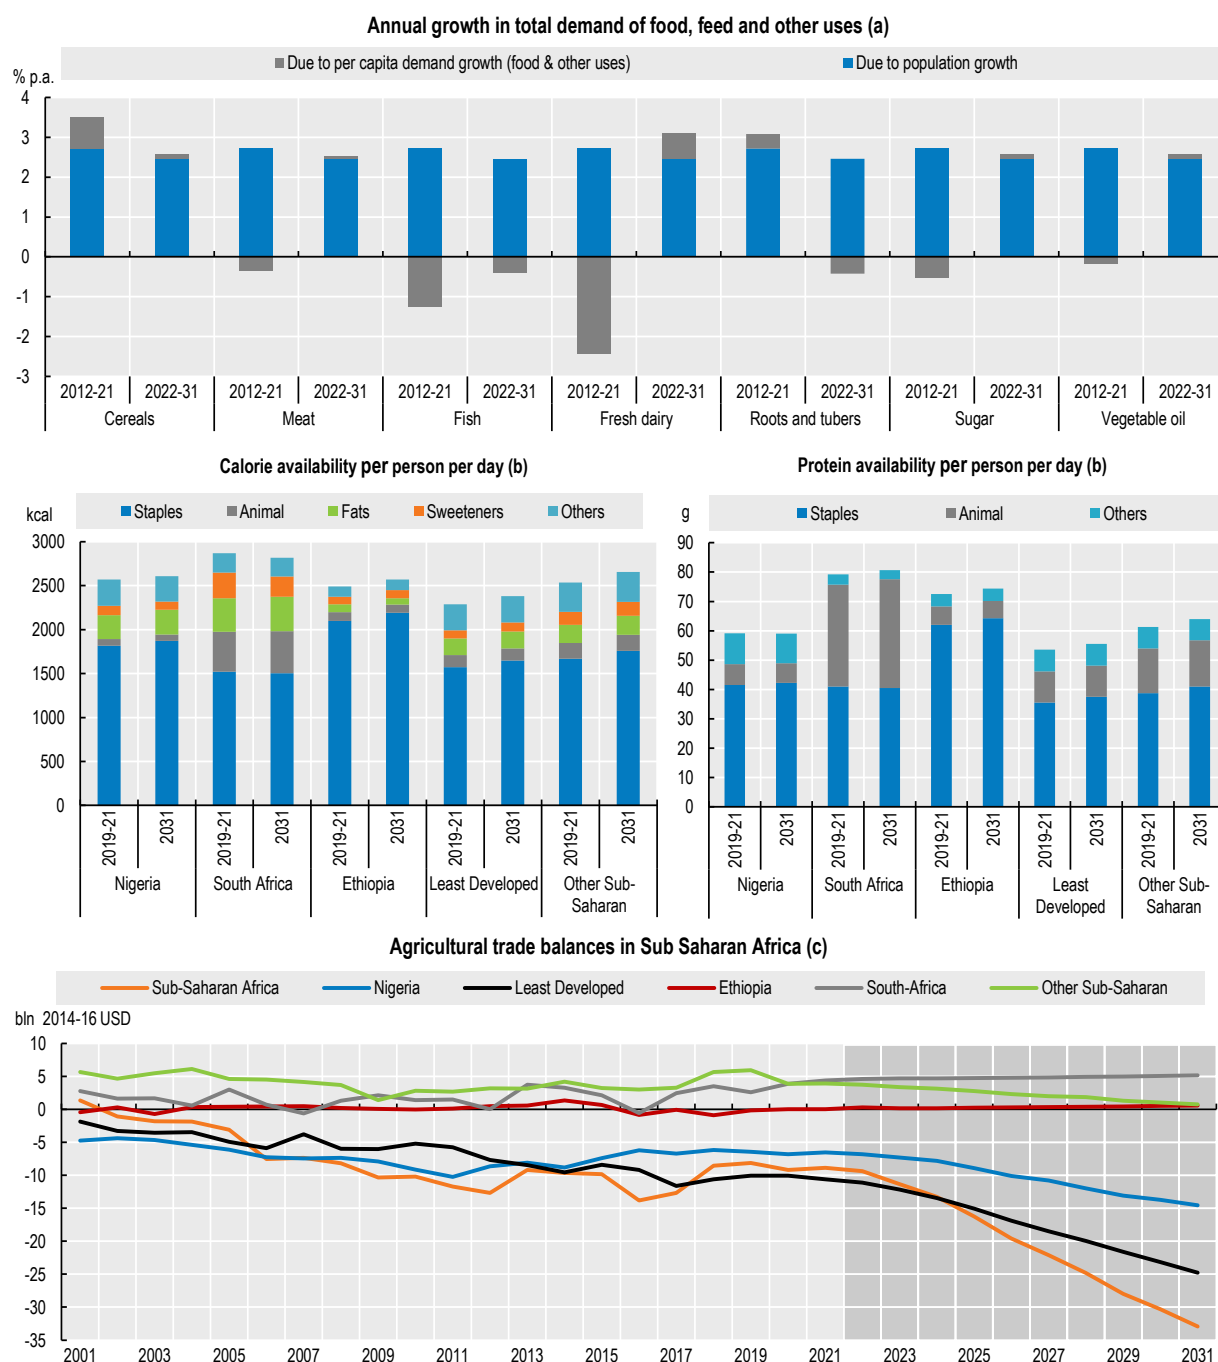 Annual growth in total demand of food, feed and other uses (a)
Due to per capita demand growth (food & other uses) Due to population growth
% p.a.
4
3
2
1
0
-1
-2
-3
2012-21 2022-31 2012-21 2022-31 2012-21 2022-31 2012-21 2022-31 2012-21 2022-31 2012-21 2022-31 2012-21 2022-31
Cereals Meat Fish Fresh dairy Roots and tubers Sugar Vegetable oil
Calorie availability per person per day (b)
kcal
Staples Animal Fats Sweeteners Others
3000
2500
2000
1500
1000
500
0
2019-21 2031 2019-21 2031 2019-21 2031 2019-21 2031 2019-21 2031
Nigeria South Africa Ethiopia Least Developed Other Sub-
Saharan
Protein availability per person per day (b)
g
Staples Animal Others
90
80
70
60
50
40
30
20
10
0
2019-21 2031 2019-21 2031 2019-21 2031 2019-21 2031 2019-21 2031
Nigeria South Africa Ethiopia Least Other Sub-
Developed Saharan
Agricultural trade balances in Sub Saharan Africa (c)
Sub-Saharan Africa Nigeria Least Developed Ethiopia South-Africa Other Sub-Saharan
bln 2014-16 USD
10
5
0
-5
-10
-15
-20
-25
-30
-35
2001 2003 2005 2007 2009 2011 2013 2015 2017 2019 2021 2023 2025 2027 2029 2031